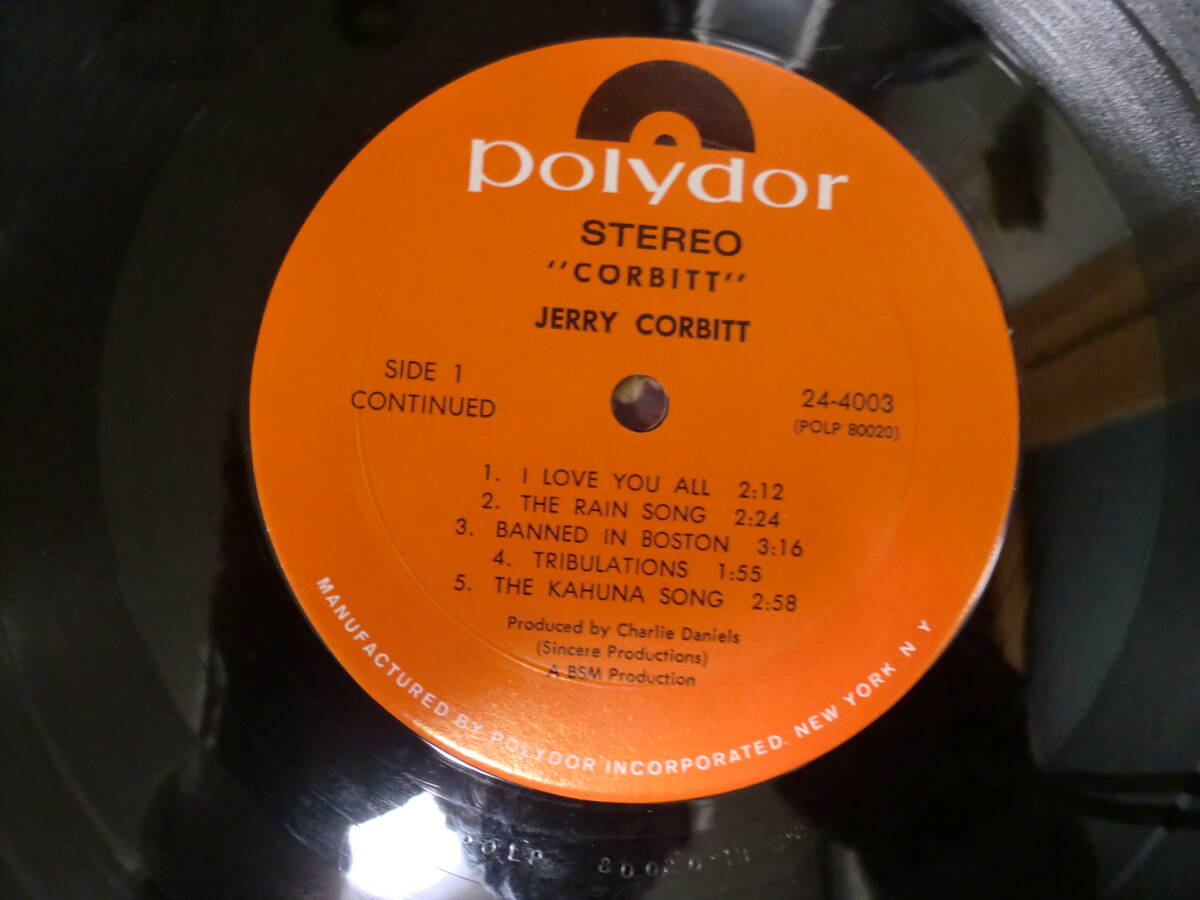 polydor
STEREO
"CORBITT"
JERRY CORBITT
SIDE 1
CONTINUED
24-4003
(POLP 80020)
1. I LOVE YOU ALL 2:12
2. THE RAIN SONG 2:24
3. BANNED IN BOSTON 3:16
4. TRIBULATIONS 1:55
5. THE KAHUNA SONG 2:58
Produced by Charlie Daniels
(Sincere Productions)
A BSM Production
MANUFACTURED BY POLYDOR INCORPORATED. NEW YORK N Y
POLP